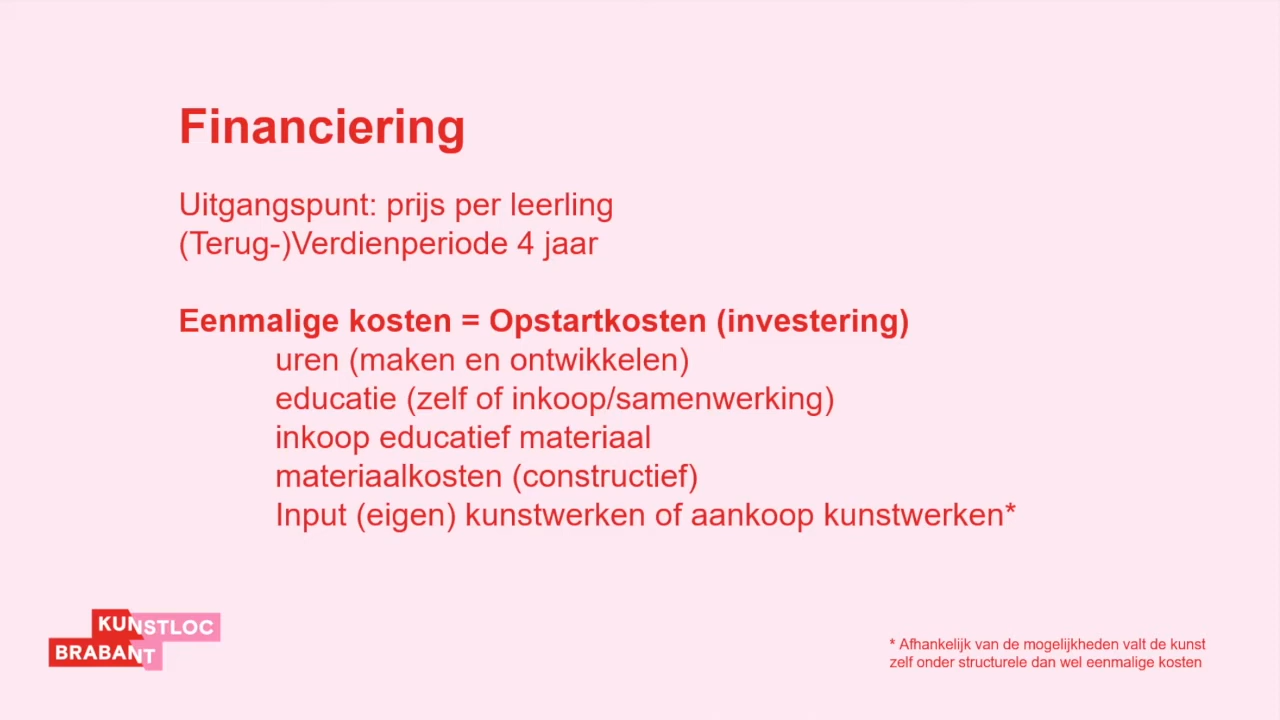 Financiering
Uitgangspunt: prijs per leerling
(Terug-)Verdienperiode 4 jaar
Eenmalige kosten = Opstartkosten (investering)
uren (maken en ontwikkelen)
educatie (zelf of inkoop/samenwerking)
inkoop educatief materiaal
materiaalkosten (constructief)
Input (eigen) kunstwerken of aankoop kunstwerken*
KUNSTLOC
BRABANT
* Afhankelijk van de mogelijkheden valt de kunst
zelf onder structurele dan wel eenmalige kosten